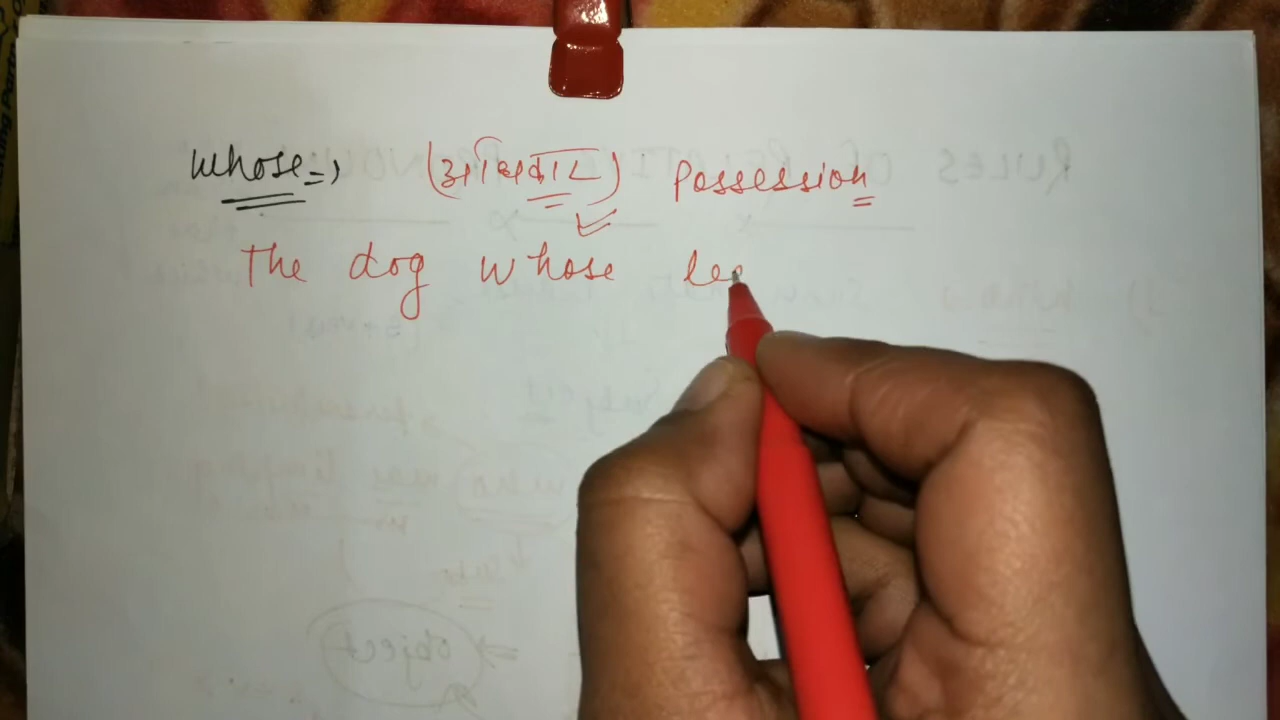 whose =>, (अधिकार) Possession
The dog whose le